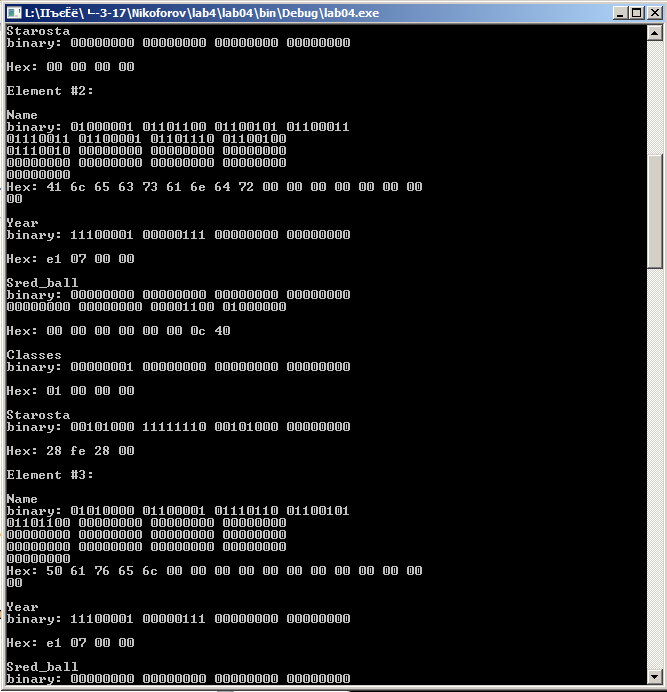 L:\ПЪєЁё\ ╙-3-17\Nikoforov\lab4\lab04\bin\Debug\lab04.exe
Starosta
binary: 00000000 00000000 00000000 00000000
Hex: 00 00 00 00
Element #2:
Name
binary: 01000001 01101100 01100101 01100011
01110011 01100001 01101110 01100100
01110010 00000000 00000000 00000000
00000000 00000000 00000000 00000000
00000000
Hex: 41 6c 65 63 73 61 6e 64 72 00 00 00 00 00 00 00
00
Year
binary: 11100001 00000111 00000000 00000000
Hex: e1 07 00 00
Sred_ball
binary: 00000000 00000000 00000000 00000000
00000000 00000000 00001100 01000000
Hex: 00 00 00 00 00 00 0c 40
Classes
binary: 00000001 00000000 00000000 00000000
Hex: 01 00 00 00
Starosta
binary: 00101000 11111110 00101000 00000000
Hex: 28 fe 28 00
Element #3:
Name
binary: 01010000 01100001 01110110 01100101
01101100 00000000 00000000 00000000
00000000 00000000 00000000 00000000
00000000 00000000 00000000 00000000
00000000
Hex: 50 61 76 65 6c 00 00 00 00 00 00 00 00 00 00 00
00
Year
binary: 11100001 00000111 00000000 00000000
Hex: e1 07 00 00
Sred_ball
binary: 00000000 00000000 00000000 00000000